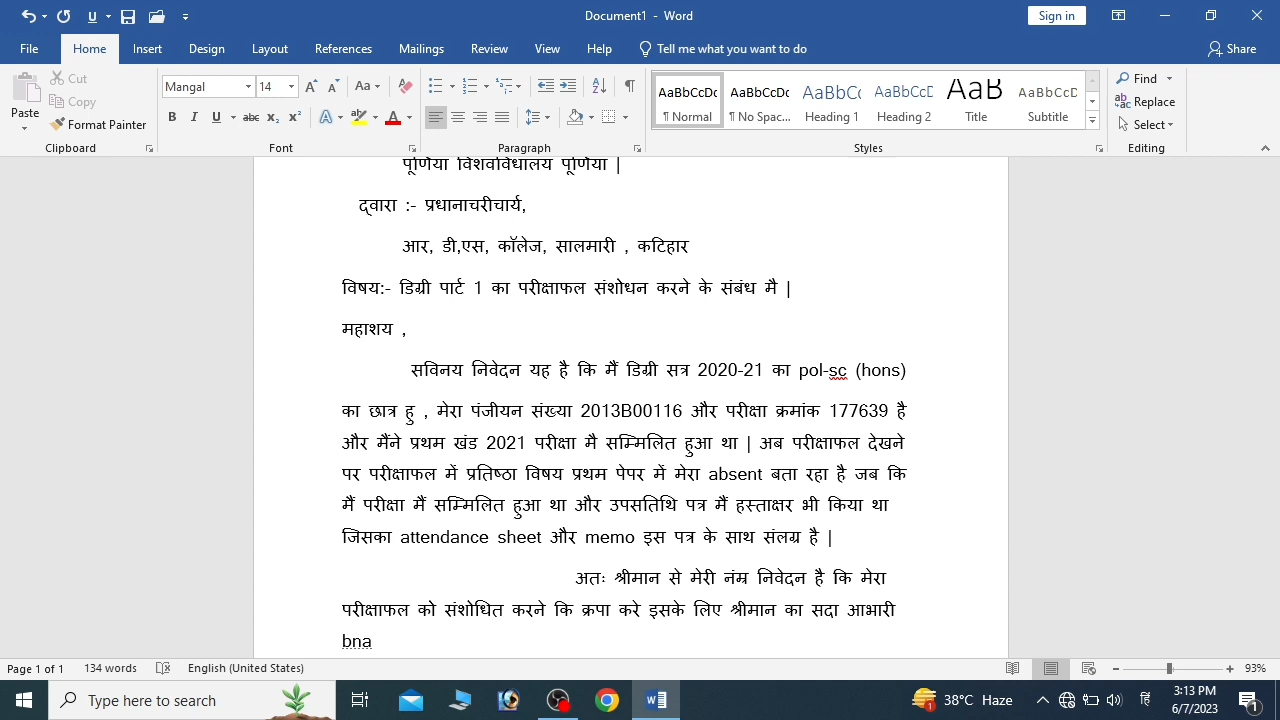 Document1 - Word
Sign in
File Home Insert Design Layout References Mailings Review View Help Tell me what you want to do Share
Paste
Cut
Copy
Format Painter
Clipboard
Mangal 14
Font
Paragraph
AaBbCcDc AaBbCcDc AaBbCc AaBbCcD AaB AaBbCcD
¶ Normal ¶ No Spac... Heading 1 Heading 2 Title Subtitle
Styles
Find
Replace
Select
Editing
पूर्णिया विशवविधालय पूर्णिया |
द्वारा :- प्रधानाचरीचार्य,
आर, डी,एस, कॉलेज, सालमारी , कटिहार
विषय:- डिग्री पार्ट 1 का परीक्षाफल संशोधन करने के संबंध मै |
महाशय ,
सविनय निवेदन यह है कि मैं डिग्री सत्र 2020-21 का pol-sc (hons)
का छात्र हु , मेरा पंजीयन संख्या 2013B00116 और परीक्षा क्रमांक 177639 है
और मैंने प्रथम खंड 2021 परीक्षा मै सम्मिलित हुआ था | अब परीक्षाफल देखने
पर परीक्षाफल में प्रतिष्ठा विषय प्रथम पेपर में मेरा absent बता रहा है जब कि
मैं परीक्षा मैं सम्मिलित हुआ था और उपसतिथि पत्र मैं हस्ताक्षर भी किया था
जिसका attendance sheet और memo इस पत्र के साथ संलग्र है |
अतः श्रीमान से मेरी नंम्र निवेदन है कि मेरा
परीक्षाफल को संशोधित करने कि क्रपा करे इसके लिए श्रीमान का सदा आभारी
bna
Page 1 of 1 134 words English (United States) 93%
Type here to search
38°C Haze
हि
3:13 PM
6/7/2023
1